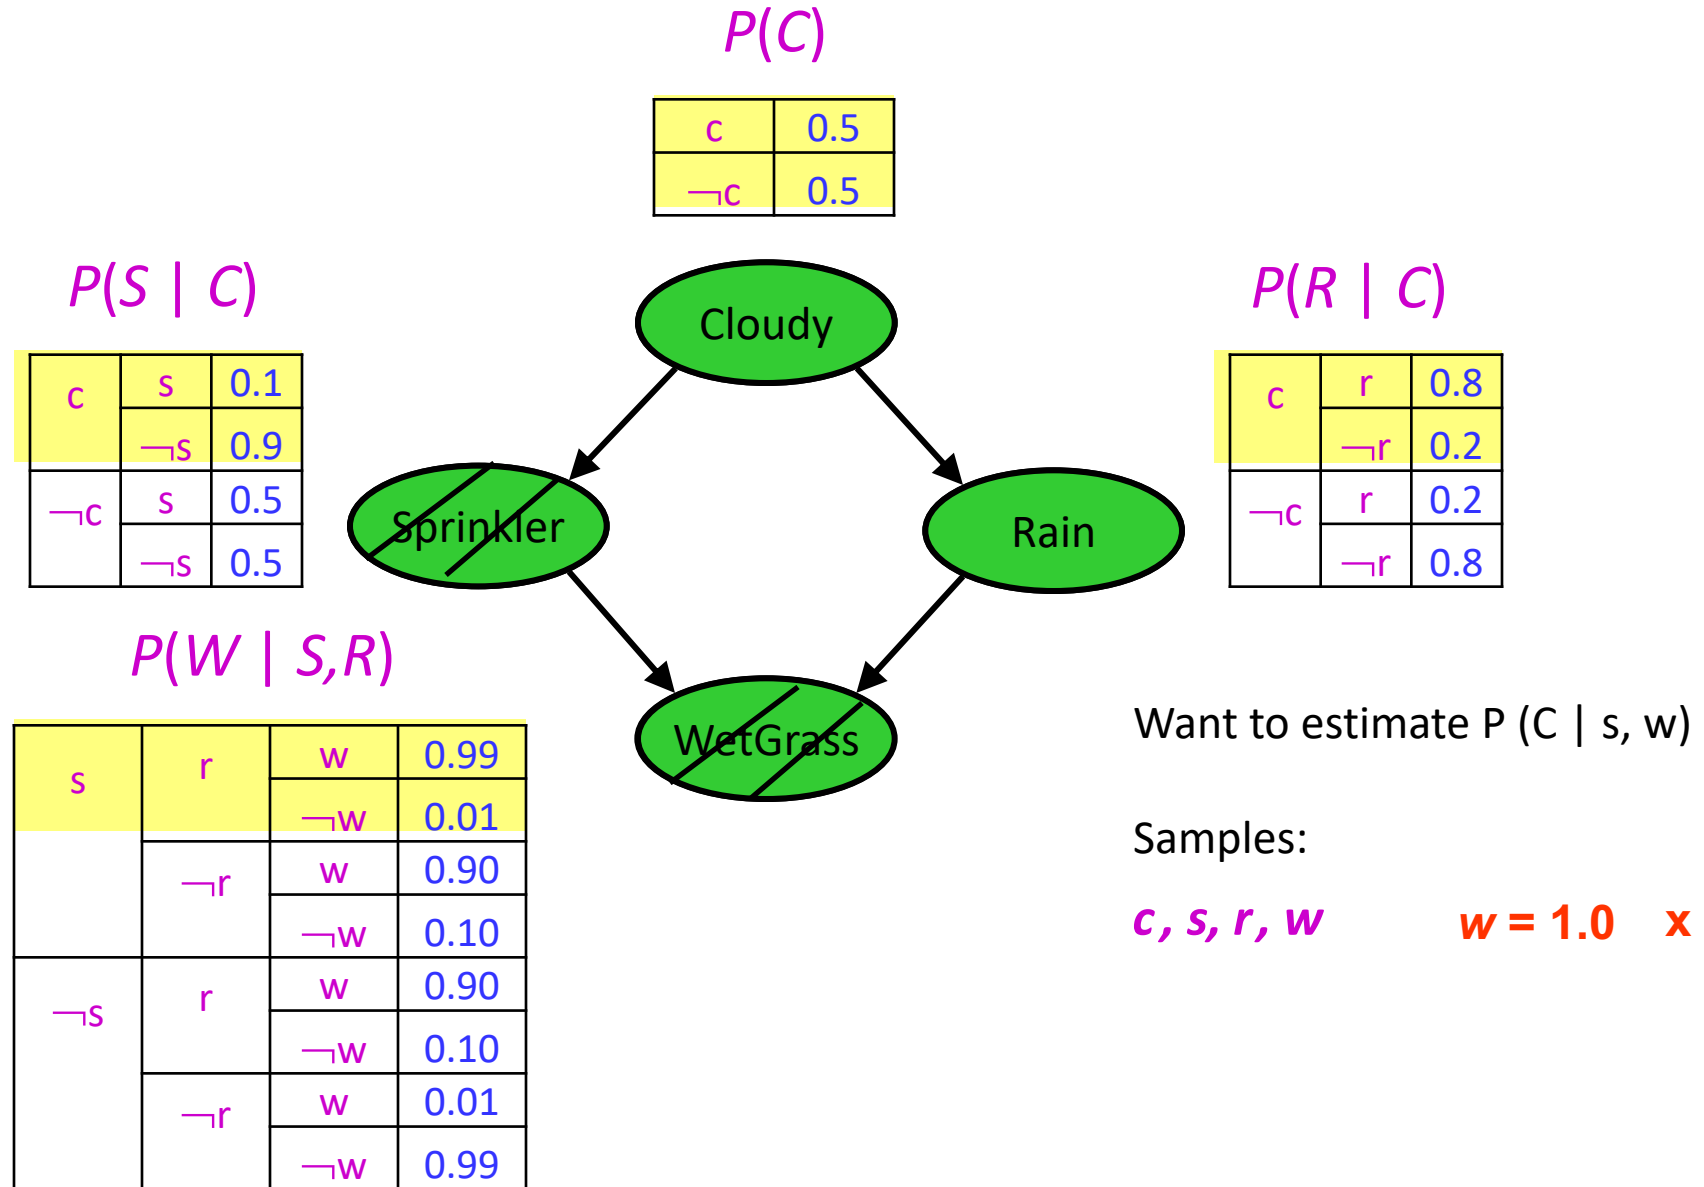 P(C)
c 0.5
¬c 0.5
P(S | C)
c s 0.1
¬s 0.9
¬c s 0.5
¬s 0.5
Cloudy
P(R | C)
c r 0.8
¬r 0.2
¬c r 0.2
¬r 0.8
Sprinkler
Rain
P(W | S,R)
s r w 0.99
¬w 0.01
¬r w 0.90
¬w 0.10
¬s r w 0.90
¬w 0.10
¬r w 0.01
¬w 0.99
WetGrass
Want to estimate P (C | s, w)
Samples:
c, s, r, w w = 1.0 x